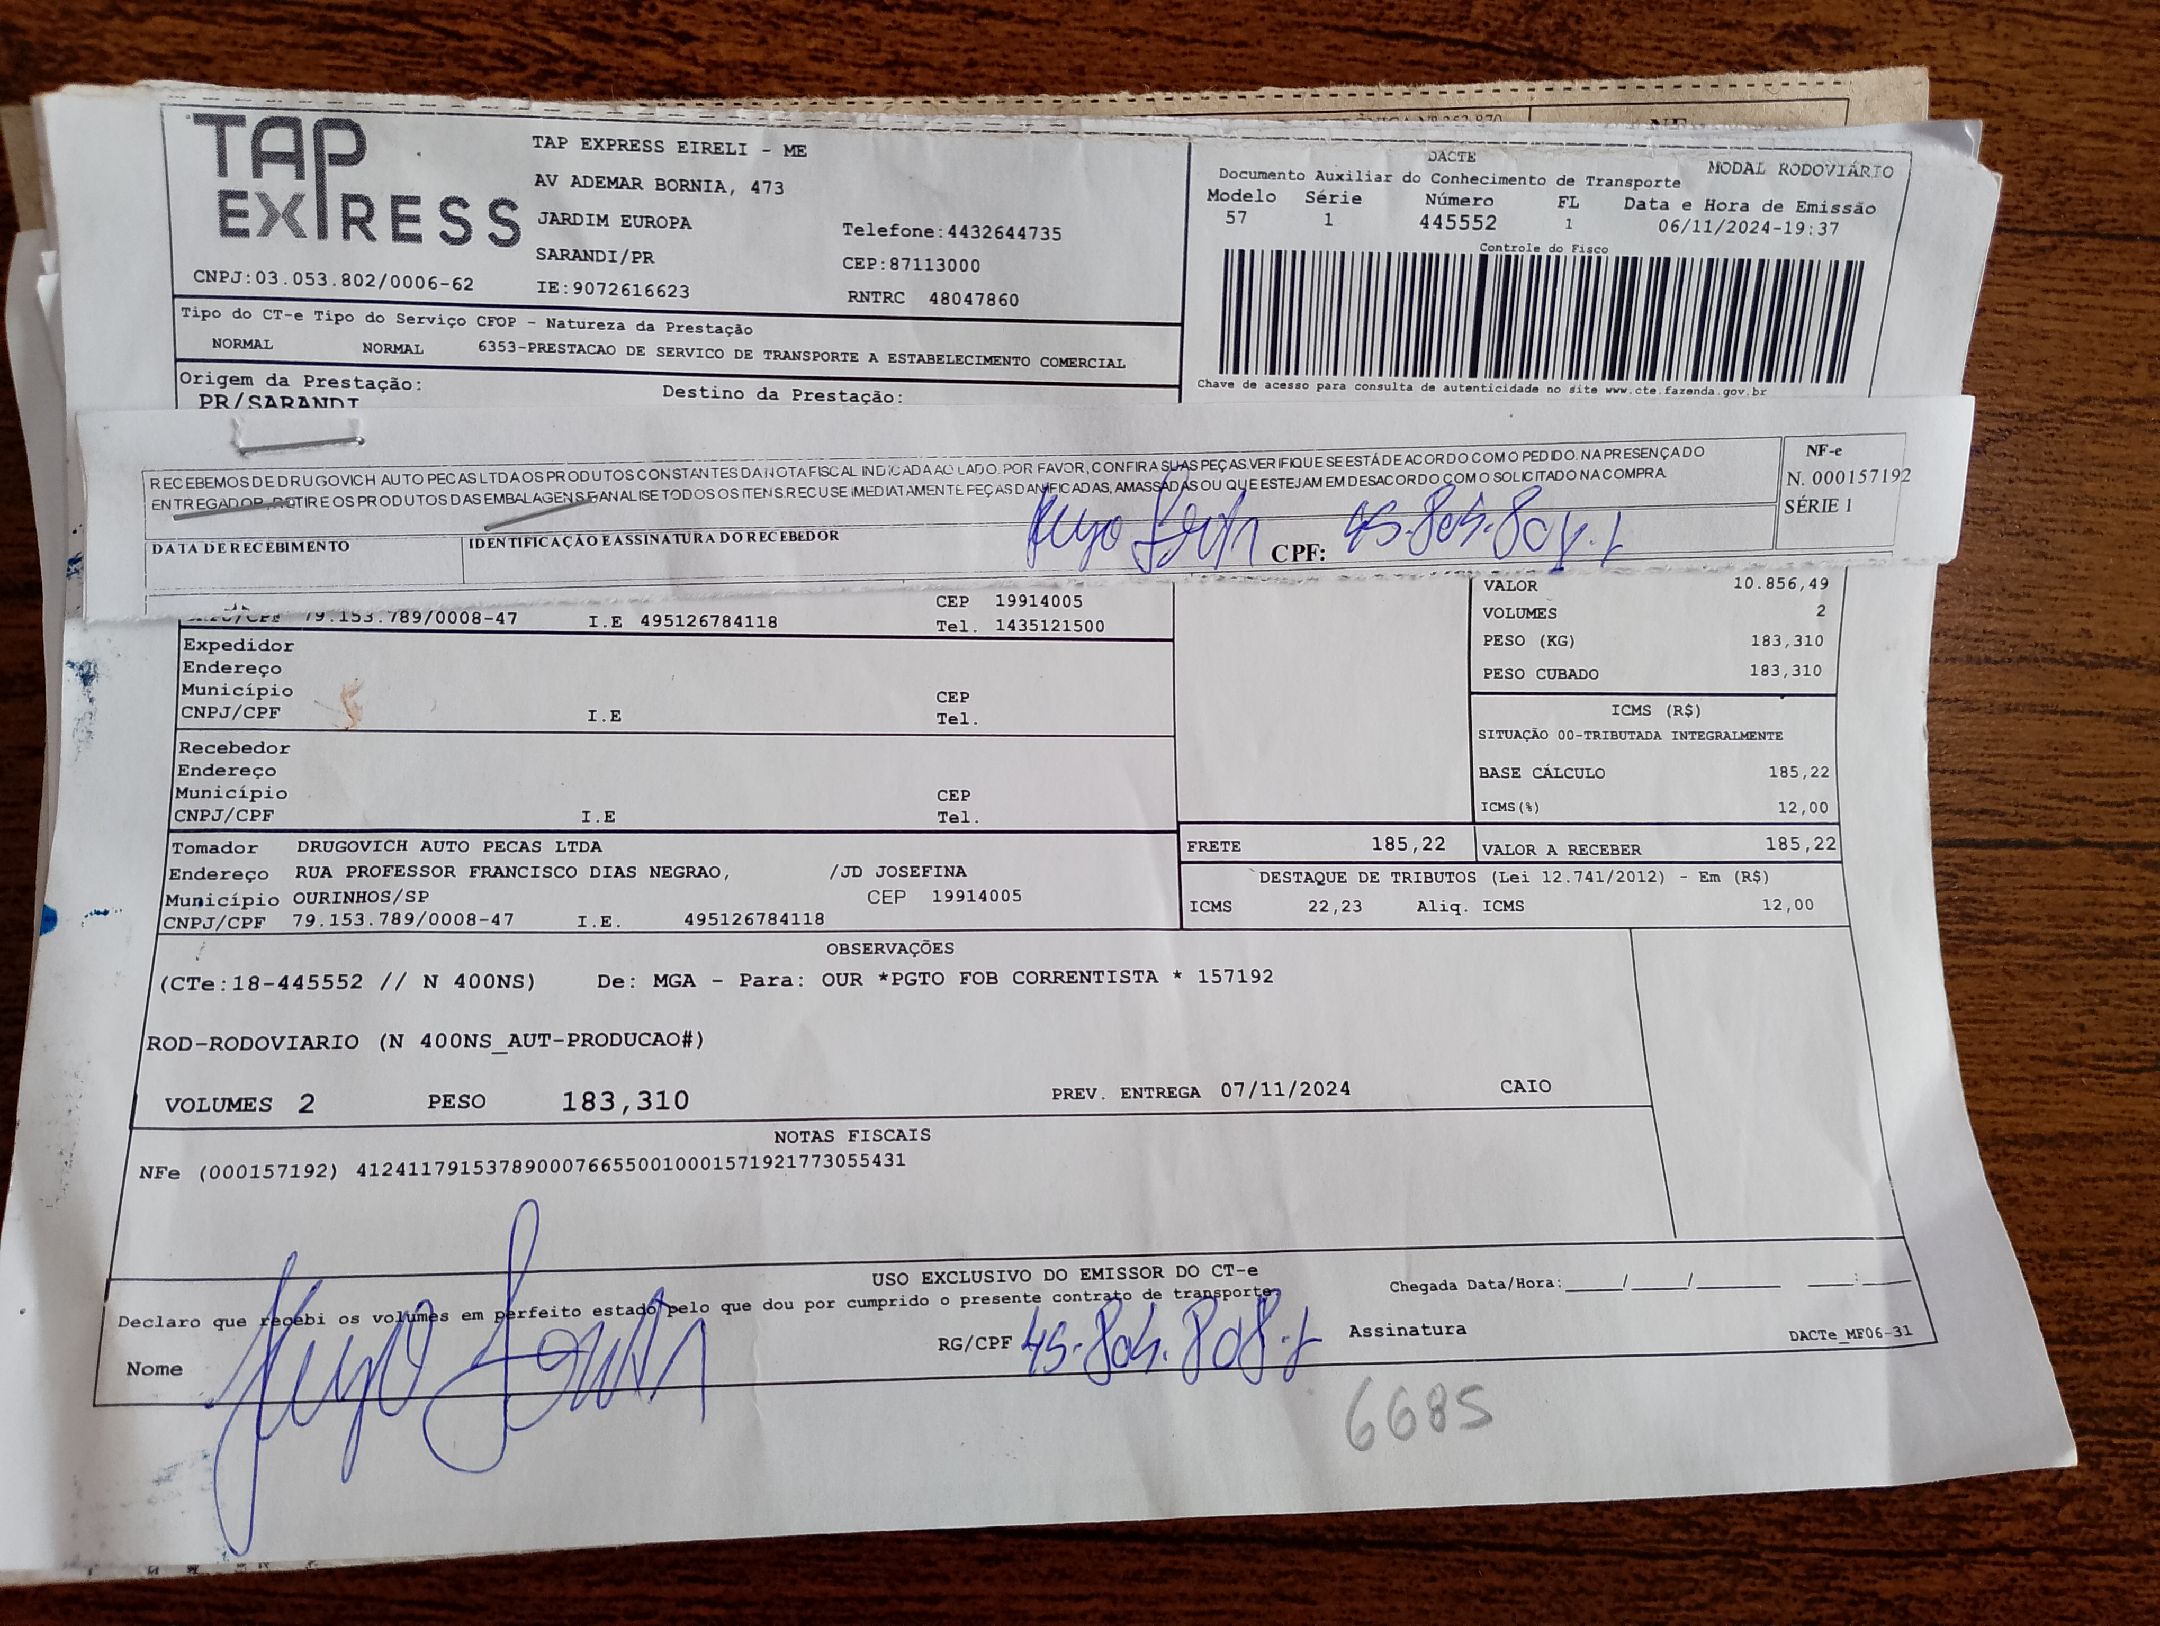 TAP EXPRESS
TAP EXPRESS EIRELI - ME
AV ADEMAR BORNIA, 473
JARDIM EUROPA
SARANDI/PR
Telefone:4432644735
CEP:87113000
CNPJ:03.053.802/0006-62
IE:9072616623
RNTRC 48047860
DACTE
MODAL RODOVIÁRIO
Documento Auxiliar do Conhecimento de Transporte
Modelo Série Número FL Data e Hora de Emissão
57 1 445552 1 06/11/2024-19:37
Controle do Fisco
Chave de acesso para consulta de autenticidade no site www.cte.fazenda.gov.br
Tipo do CT-e Tipo do Serviço CFOP - Natureza da Prestação
NORMAL NORMAL 6353-PRESTACAO DE SERVICO DE TRANSPORTE A ESTABELECIMENTO COMERCIAL
Origem da Prestação: Destino da Prestação:
PR/SARANDI
RECEBEMOS DE DRUGOVICH AUTO PECAS LTDA OS PRODUTOS CONSTANTES DA NOTA FISCAL INDICADA AO LADO. POR FAVOR, CONFIRA SUAS PEÇAS.VERIFIQUE SE ESTÁ DE ACORDO COM O PEDIDO. NA PRESENÇA DO
ENTREGADOR, RETIRE OS PRODUTOS DAS EMBALAGENS E ANALISE TODOS OS ITENS.RECUSE IMEDIATAMENTE PEÇAS DANIFICADAS, AMASSADAS OU QUE ESTEJAM EM DESACORDO COM O SOLICITADO NA COMPRA.
DATA DE RECEBIMENTO
IDENTIFICAÇÃO E ASSINATURA DO RECEBEDOR
CPF:
NF-e
N. 000157192
SÉRIE 1
79.153.789/0008-47 I.E 495126784118
CEP 19914005
Tel. 1435121500
VALOR 10.856,49
VOLUMES 2
PESO (KG) 183,310
PESO CUBADO 183,310
Expedidor
Endereço
Município CEP
CNPJ/CPF I.E Tel.
ICMS (R$)
SITUAÇÃO 00-TRIBUTADA INTEGRALMENTE
BASE CÁLCULO 185,22
ICMS(%) 12,00
Recebedor
Endereço
Município CEP
CNPJ/CPF I.E Tel.
FRETE 185,22 VALOR A RECEBER 185,22
Tomador DRUGOVICH AUTO PECAS LTDA
Endereço RUA PROFESSOR FRANCISCO DIAS NEGRAO, /JD JOSEFINA
Município OURINHOS/SP CEP 19914005
CNPJ/CPF 79.153.789/0008-47 I.E. 495126784118
DESTAQUE DE TRIBUTOS (Lei 12.741/2012) - Em (R$)
ICMS 22,23 Aliq. ICMS 12,00
OBSERVAÇÕES
(CTe:18-445552 // N 400NS) De: MGA - Para: OUR *PGTO FOB CORRENTISTA * 157192
ROD-RODOVIARIO (N 400NS_AUT-PRODUCAO#)
VOLUMES 2 PESO 183,310 PREV. ENTREGA 07/11/2024 CAIO
NOTAS FISCAIS
NFe (000157192) 41241179153789000766550010001571921773055431
USO EXCLUSIVO DO EMISSOR DO CT-e
Declaro que recebi os volumes em perfeito estado pelo que dou por cumprido o presente contrato de transporte.
Chegada Data/Hora:____/____/______ ___:____
Nome RG/CPF Assinatura
DACTe_MF06-31
6685